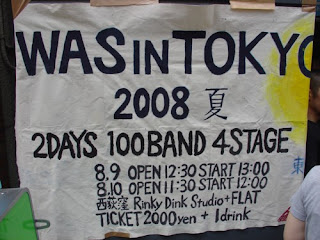 WAS IN TOKYO
2008 夏
2DAYS 100BAND 4STAGE
8.9 OPEN 12:30 START 13:00
8.10 OPEN 11:30 START 12:00
西荻窪 Rinky Dink Studio + FLAT
TICKET 2000yen + 1drink
東